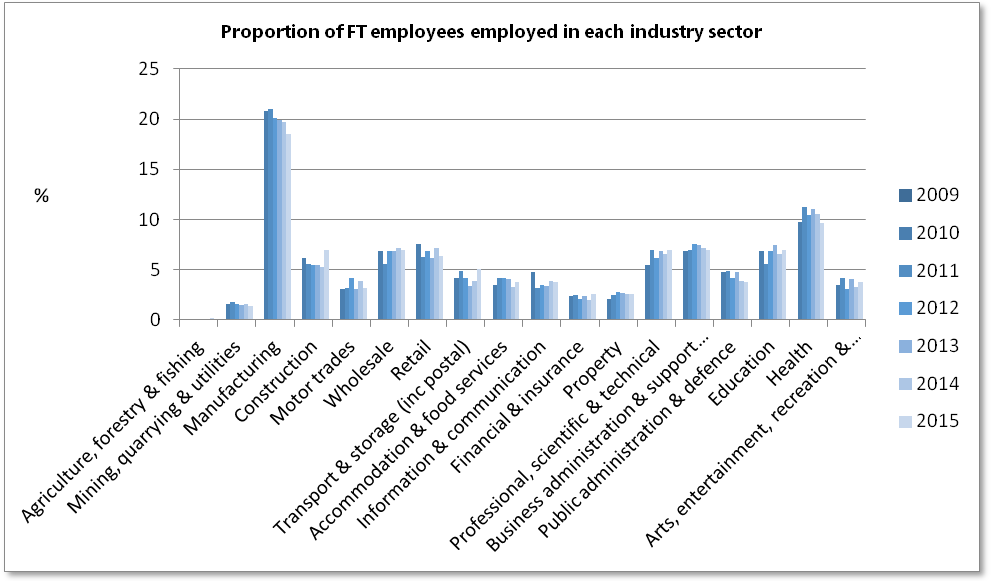 Proportion of FT employees employed in each industry sector
25
20
15
10
5
0
%
Agriculture, forestry & fishing
Mining, quarrying & utilities
Manufacturing
Construction
Motor trades
Wholesale
Retail
Transport & storage (inc postal)
Accommodation & food services
Information & communication
Financial & insurance
Property
Professional, scientific & technical
Business administration & support...
Public administration & defence
Education
Health
Arts, entertainment, recreation &...
2009
2010
2011
2012
2013
2014
2015